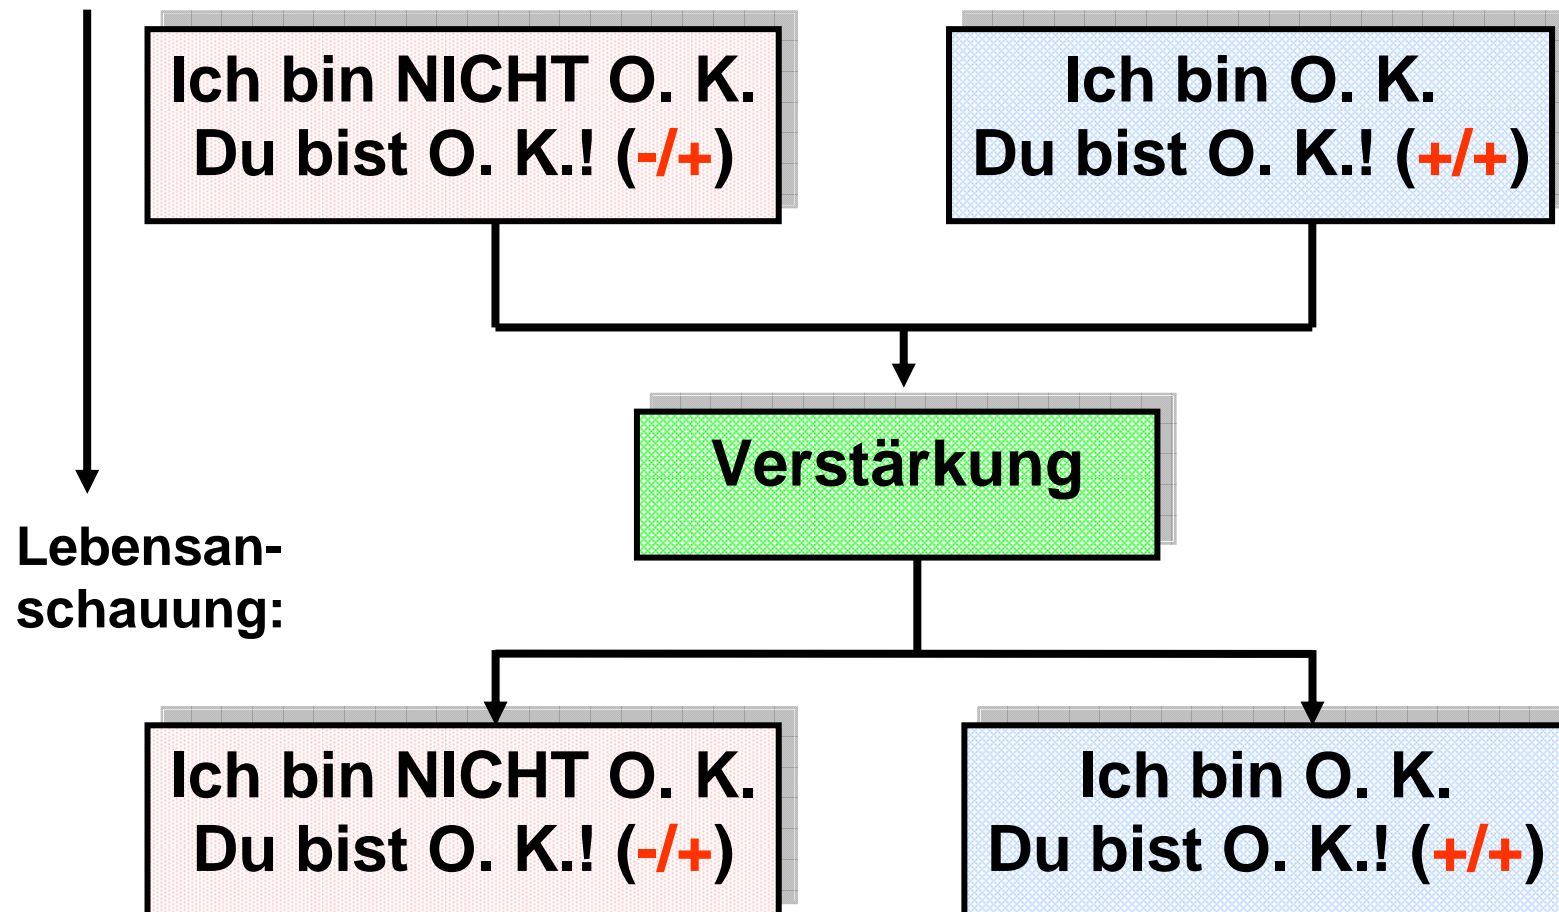 Ich bin NICHT O. K.
Du bist O. K.! (-/+)
Ich bin O. K.
Du bist O. K.! (+/+)
Verstärkung
Lebensan-
schauung:
Ich bin NICHT O. K.
Du bist O. K.! (-/+)
Ich bin O. K.
Du bist O. K.! (+/+)